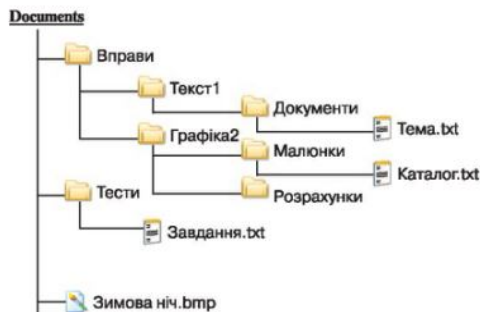 Documents
Вправи
Текст1
Документи
Тема.txt
Графіка2
Малюнки
Каталог.txt
Розрахунки
Тести
Завдання.txt
Зимова ніч.bmp